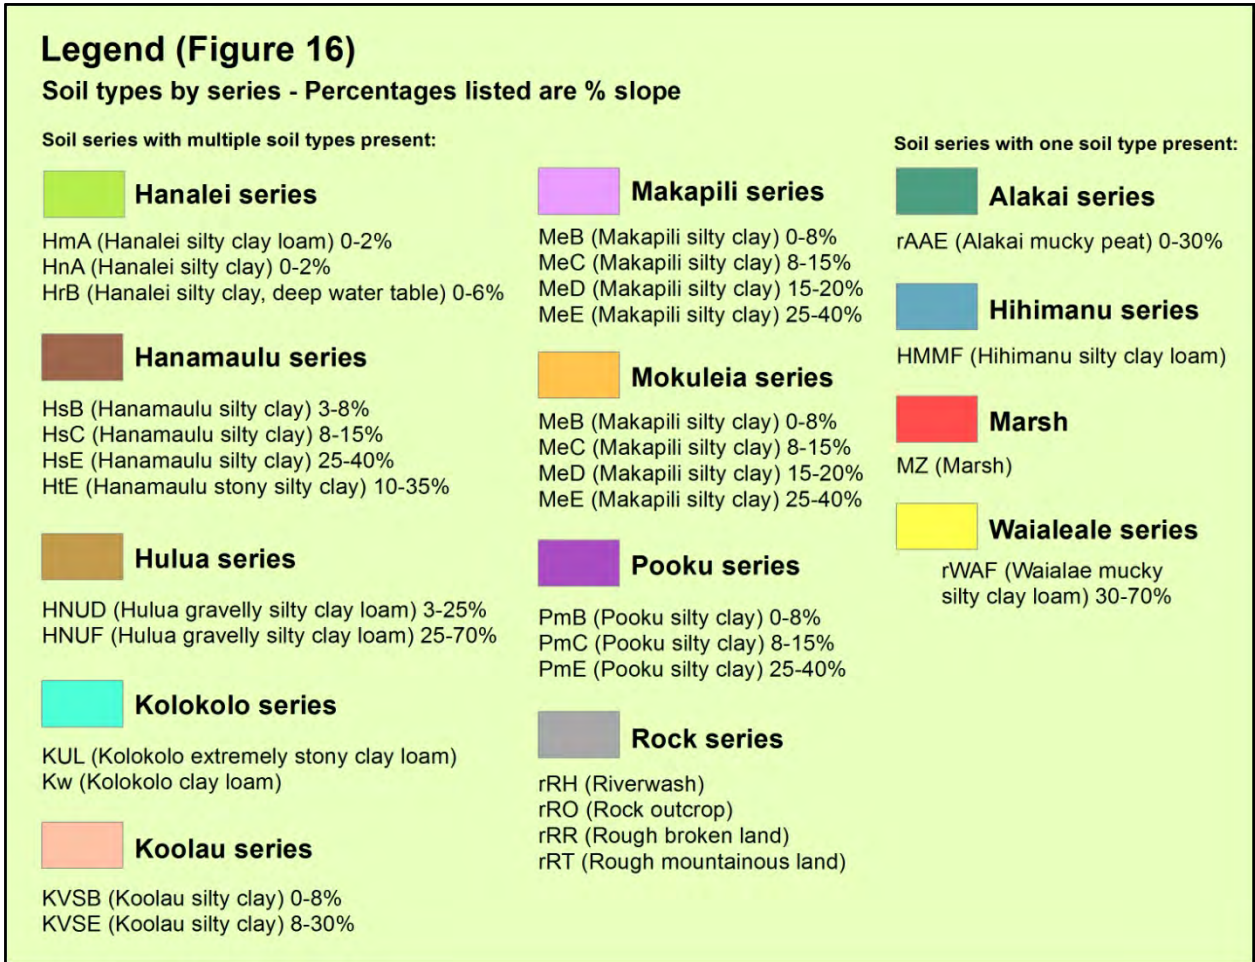 Legend (Figure 16)
Soil types by series - Percentages listed are % slope
Soil series with multiple soil types present:
Hanalei series
HmA (Hanalei silty clay loam) 0-2%
HnA (Hanalei silty clay) 0-2%
HrB (Hanalei silty clay, deep water table) 0-6%
Hanamaulu series
HsB (Hanamaulu silty clay) 3-8%
HsC (Hanamaulu silty clay) 8-15%
HsE (Hanamaulu silty clay) 25-40%
HtE (Hanamaulu stony silty clay) 10-35%
Hulua series
HNUD (Hulua gravelly silty clay loam) 3-25%
HNUF (Hulua gravelly silty clay loam) 25-70%
Kolokolo series
KUL (Kolokolo extremely stony clay loam)
Kw (Kolokolo clay loam)
Koolau series
KVSB (Koolau silty clay) 0-8%
KVSE (Koolau silty clay) 8-30%
Makapili series
MeB (Makapili silty clay) 0-8%
MeC (Makapili silty clay) 8-15%
MeD (Makapili silty clay) 15-20%
MeE (Makapili silty clay) 25-40%
Mokuleia series
MeB (Makapili silty clay) 0-8%
MeC (Makapili silty clay) 8-15%
MeD (Makapili silty clay) 15-20%
MeE (Makapili silty clay) 25-40%
Pooku series
PmB (Pooku silty clay) 0-8%
PmC (Pooku silty clay) 8-15%
PmE (Pooku silty clay) 25-40%
Rock series
rRH (Riverwash)
rRO (Rock outcrop)
rRR (Rough broken land)
rRT (Rough mountainous land)
Soil series with one soil type present:
Alakai series
rAAE (Alakai mucky peat) 0-30%
Hihimanu series
HMMF (Hihimanu silty clay loam)
Marsh
MZ (Marsh)
Waialeale series
rWAF (Waialae mucky
silty clay loam) 30-70%